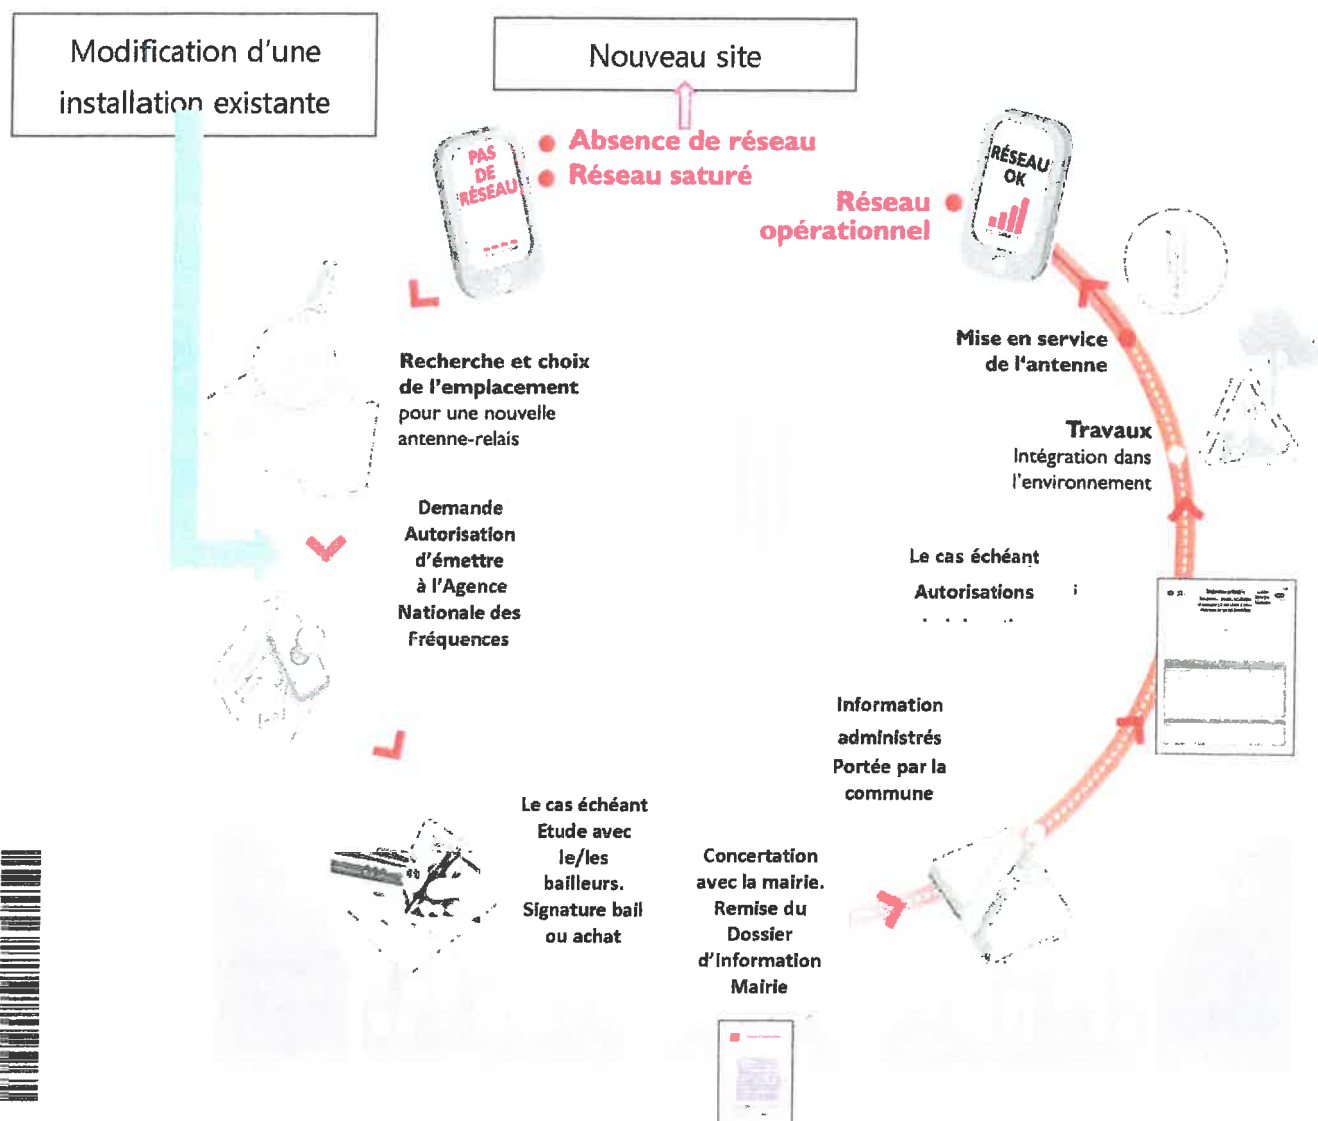 Modification d'une
installation existante
Nouveau site
Absence de réseau
Réseau saturé
PAS
DE
RÉSEAU
RÉSEAU
OK
Réseau
opérationnel
Recherche et choix
de l'emplacement
pour une nouvelle
antenne-relais
Demande
Autorisation
d'émettre
à l'Agence
Nationale des
Fréquences
Le cas échéant
Etude avec
le/les
bailleurs.
Signature bail
ou achat
Concertation
avec la mairie.
Remise du
Dossier
d'Information
Mairie
Information
administrés
Portée par la
commune
Le cas échéant
Autorisations
Travaux
Intégration dans
l'environnement
Mise en service
de l'antenne